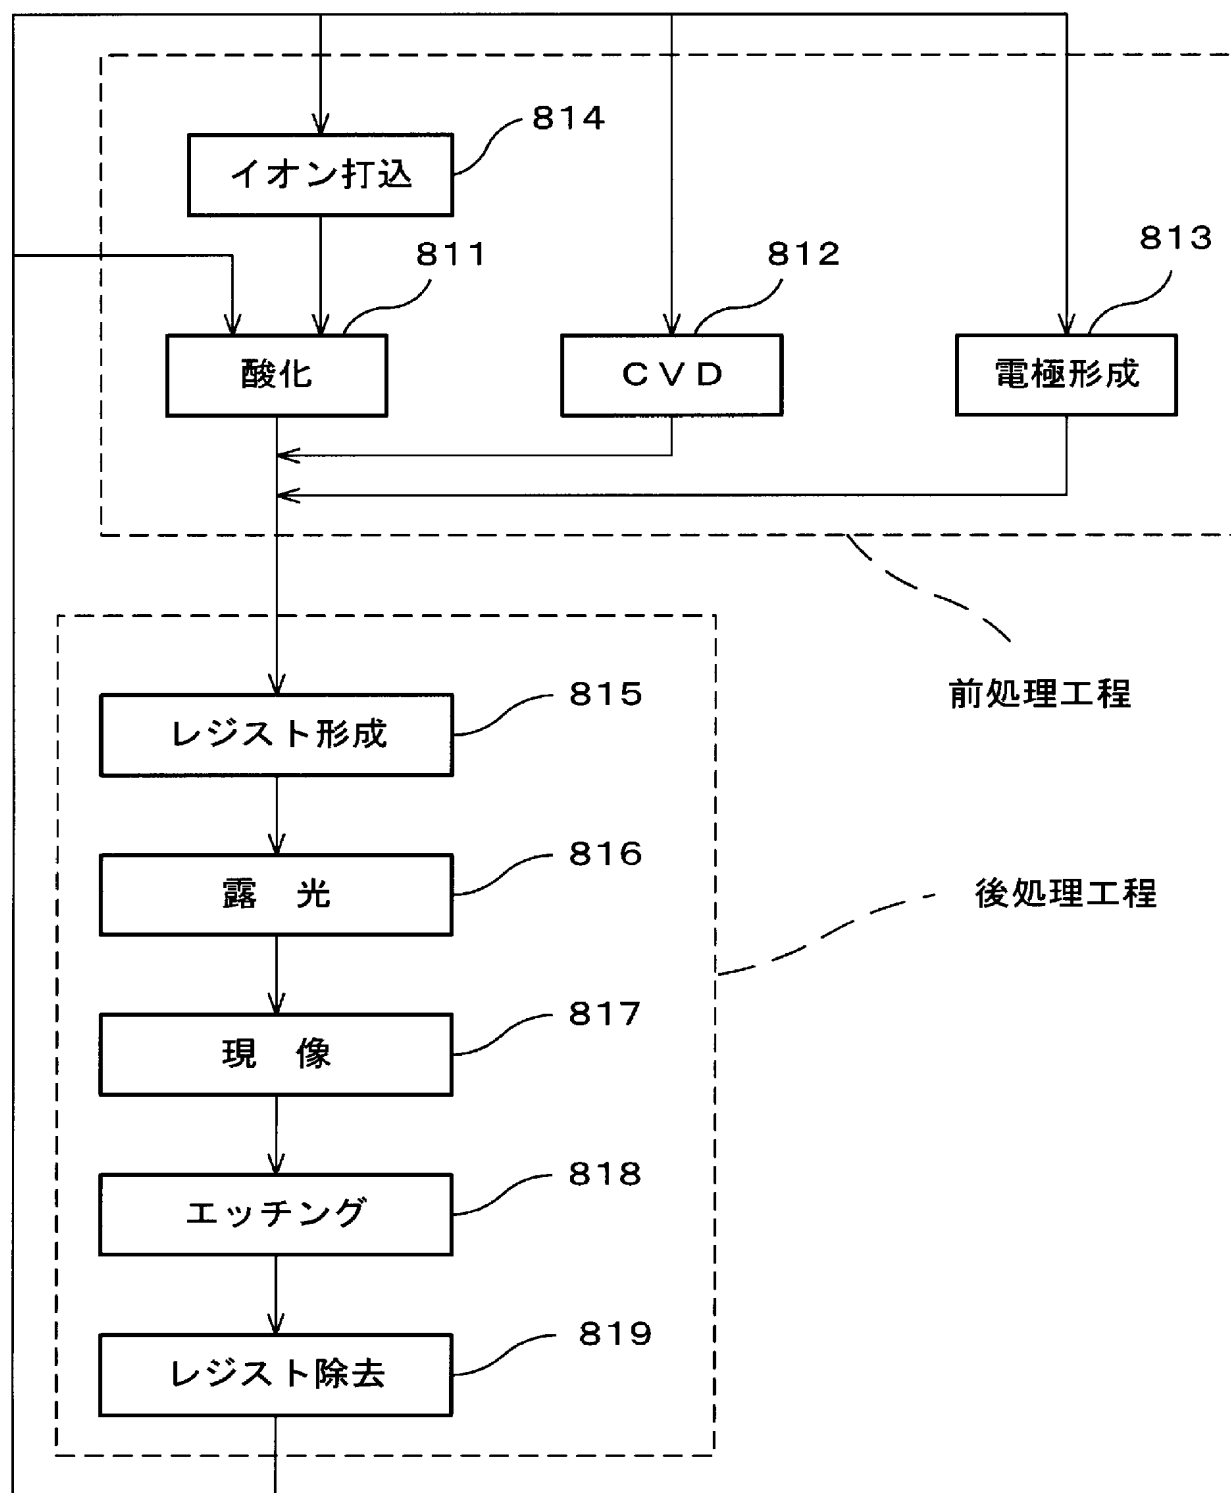 814
イオン打込
811
812
813
酸化
CVD
電極形成
前処理工程
815
レジスト形成
816
露 光
後処理工程
817
現 像
818
エッチング
819
レジスト除去